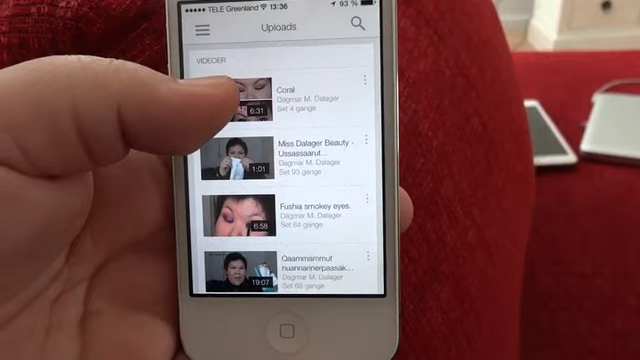 TELE Greenland 13:36 93 %
Uploads
VIDEOER
6:31
Coral
Dagmar M. Dalager
Set 4 gange
1:01
Miss Dalager Beauty -
Ussassaarut...
Dagmar M. Dalager
Set 93 gange
6:58
Fushia smokey eyes.
Dagmar M. Dalager
Set 64 gange
19:07
Qaammammut
nuannannerpaasak...
Dagmar M. Dalager
Set 69 gange